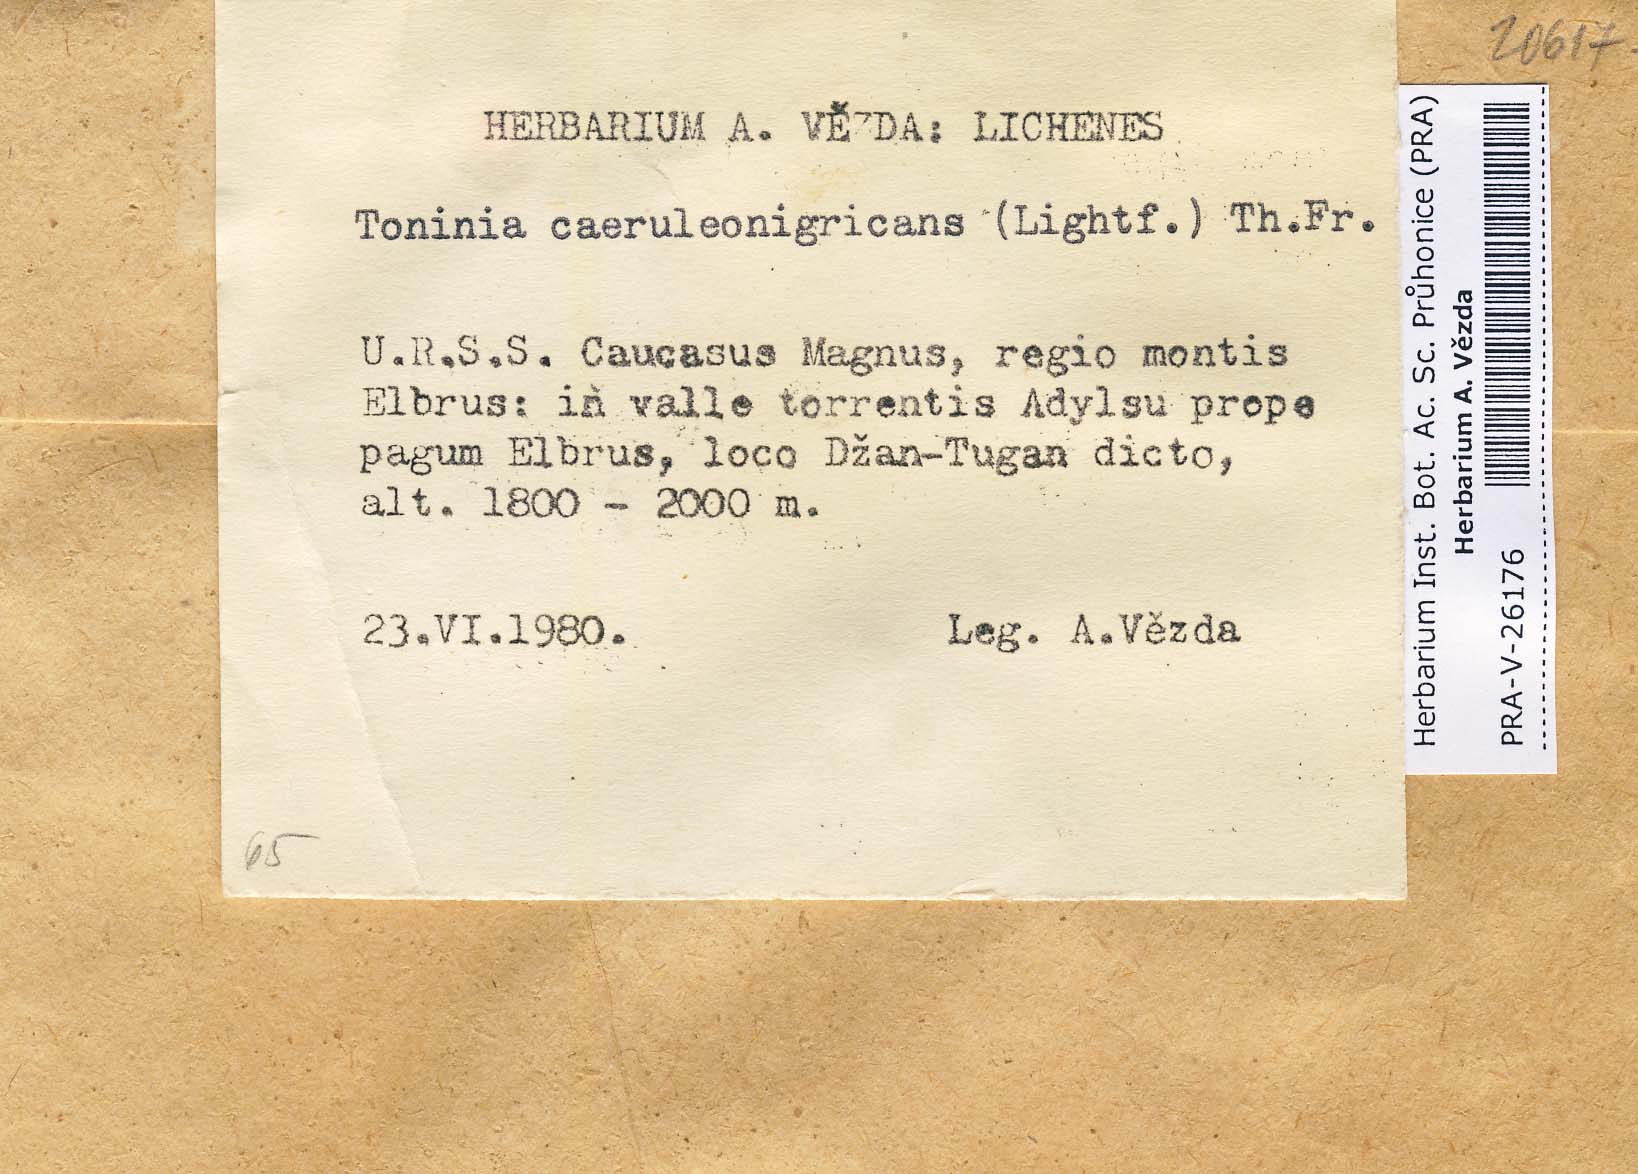 20617-
HERBARIUM A. VĚZDA: LICHENES
Toninia caeruleonigricans (Lightf.) Th.Fr.
U.R.S.S. Caucasus Magnus, regio montis
Elbrus: in valle torrentis Adylsu prope
pagum Elbrus, loco Džan-Tugan dicto,
alt. 1800 - 2000 m.
23.VI.1980. Leg. A.Vězda
65
Herbarium Inst. Bot. Ac. Sc. Průhonice (PRA)
Herbarium A. Vězda
PRA-V-26176